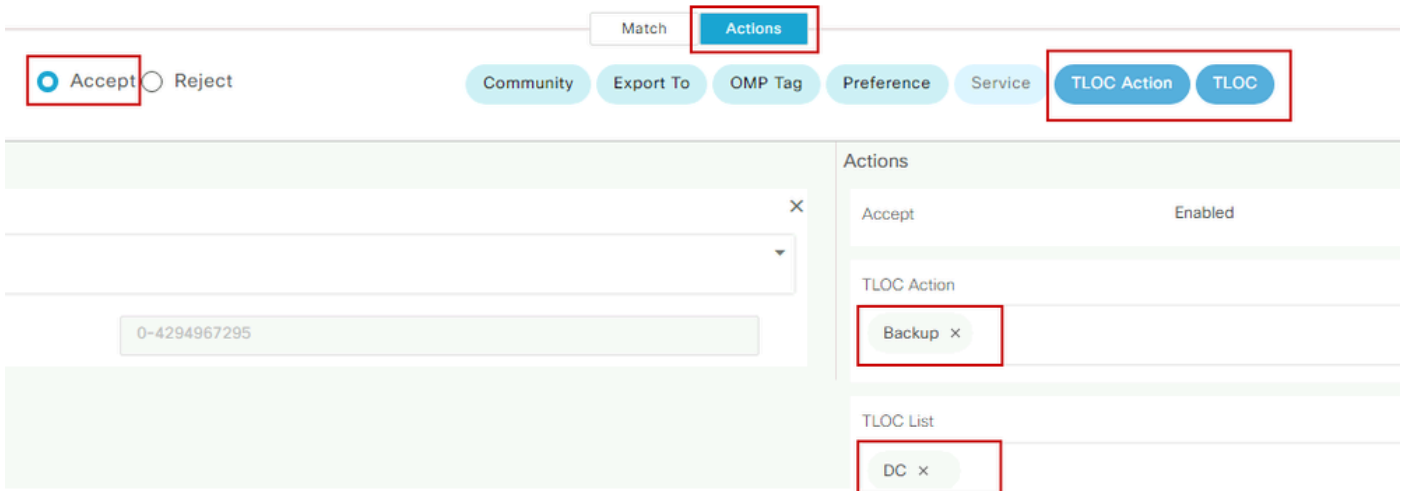 Match Actions
Accept Reject Community Export To OMP Tag Preference Service TLOC Action TLOC
Actions
×
Accept Enabled
TLOC Action
0-4294967295
Backup ×
TLOC List
DC ×